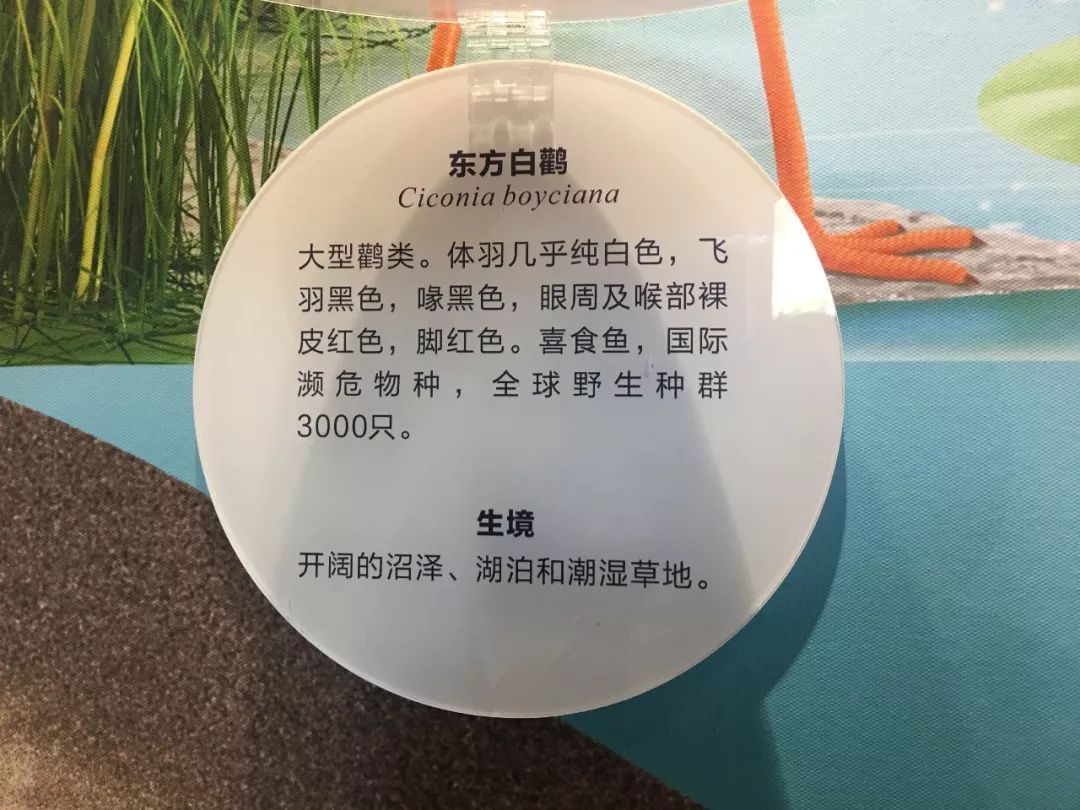 东方白鹳
Ciconia boyciana
大型鹳类。体羽几乎纯白色，飞
羽黑色，喙黑色，眼周及喉部裸
皮红色，脚红色。喜食鱼，国际
濒危物种，全球野生种群
3000只。
生境
开阔的沼泽、湖泊和潮湿草地。